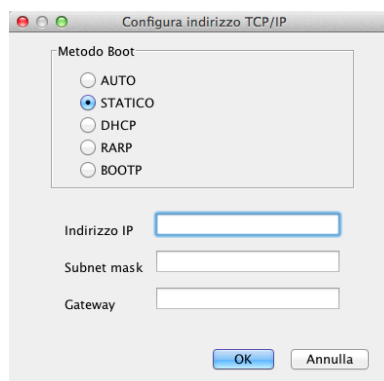 Configura indirizzo TCP/IP
Metodo Boot
AUTO
STATICO
DHCP
RARP
BOOTP
Indirizzo IP
Subnet mask
Gateway
OK Annulla